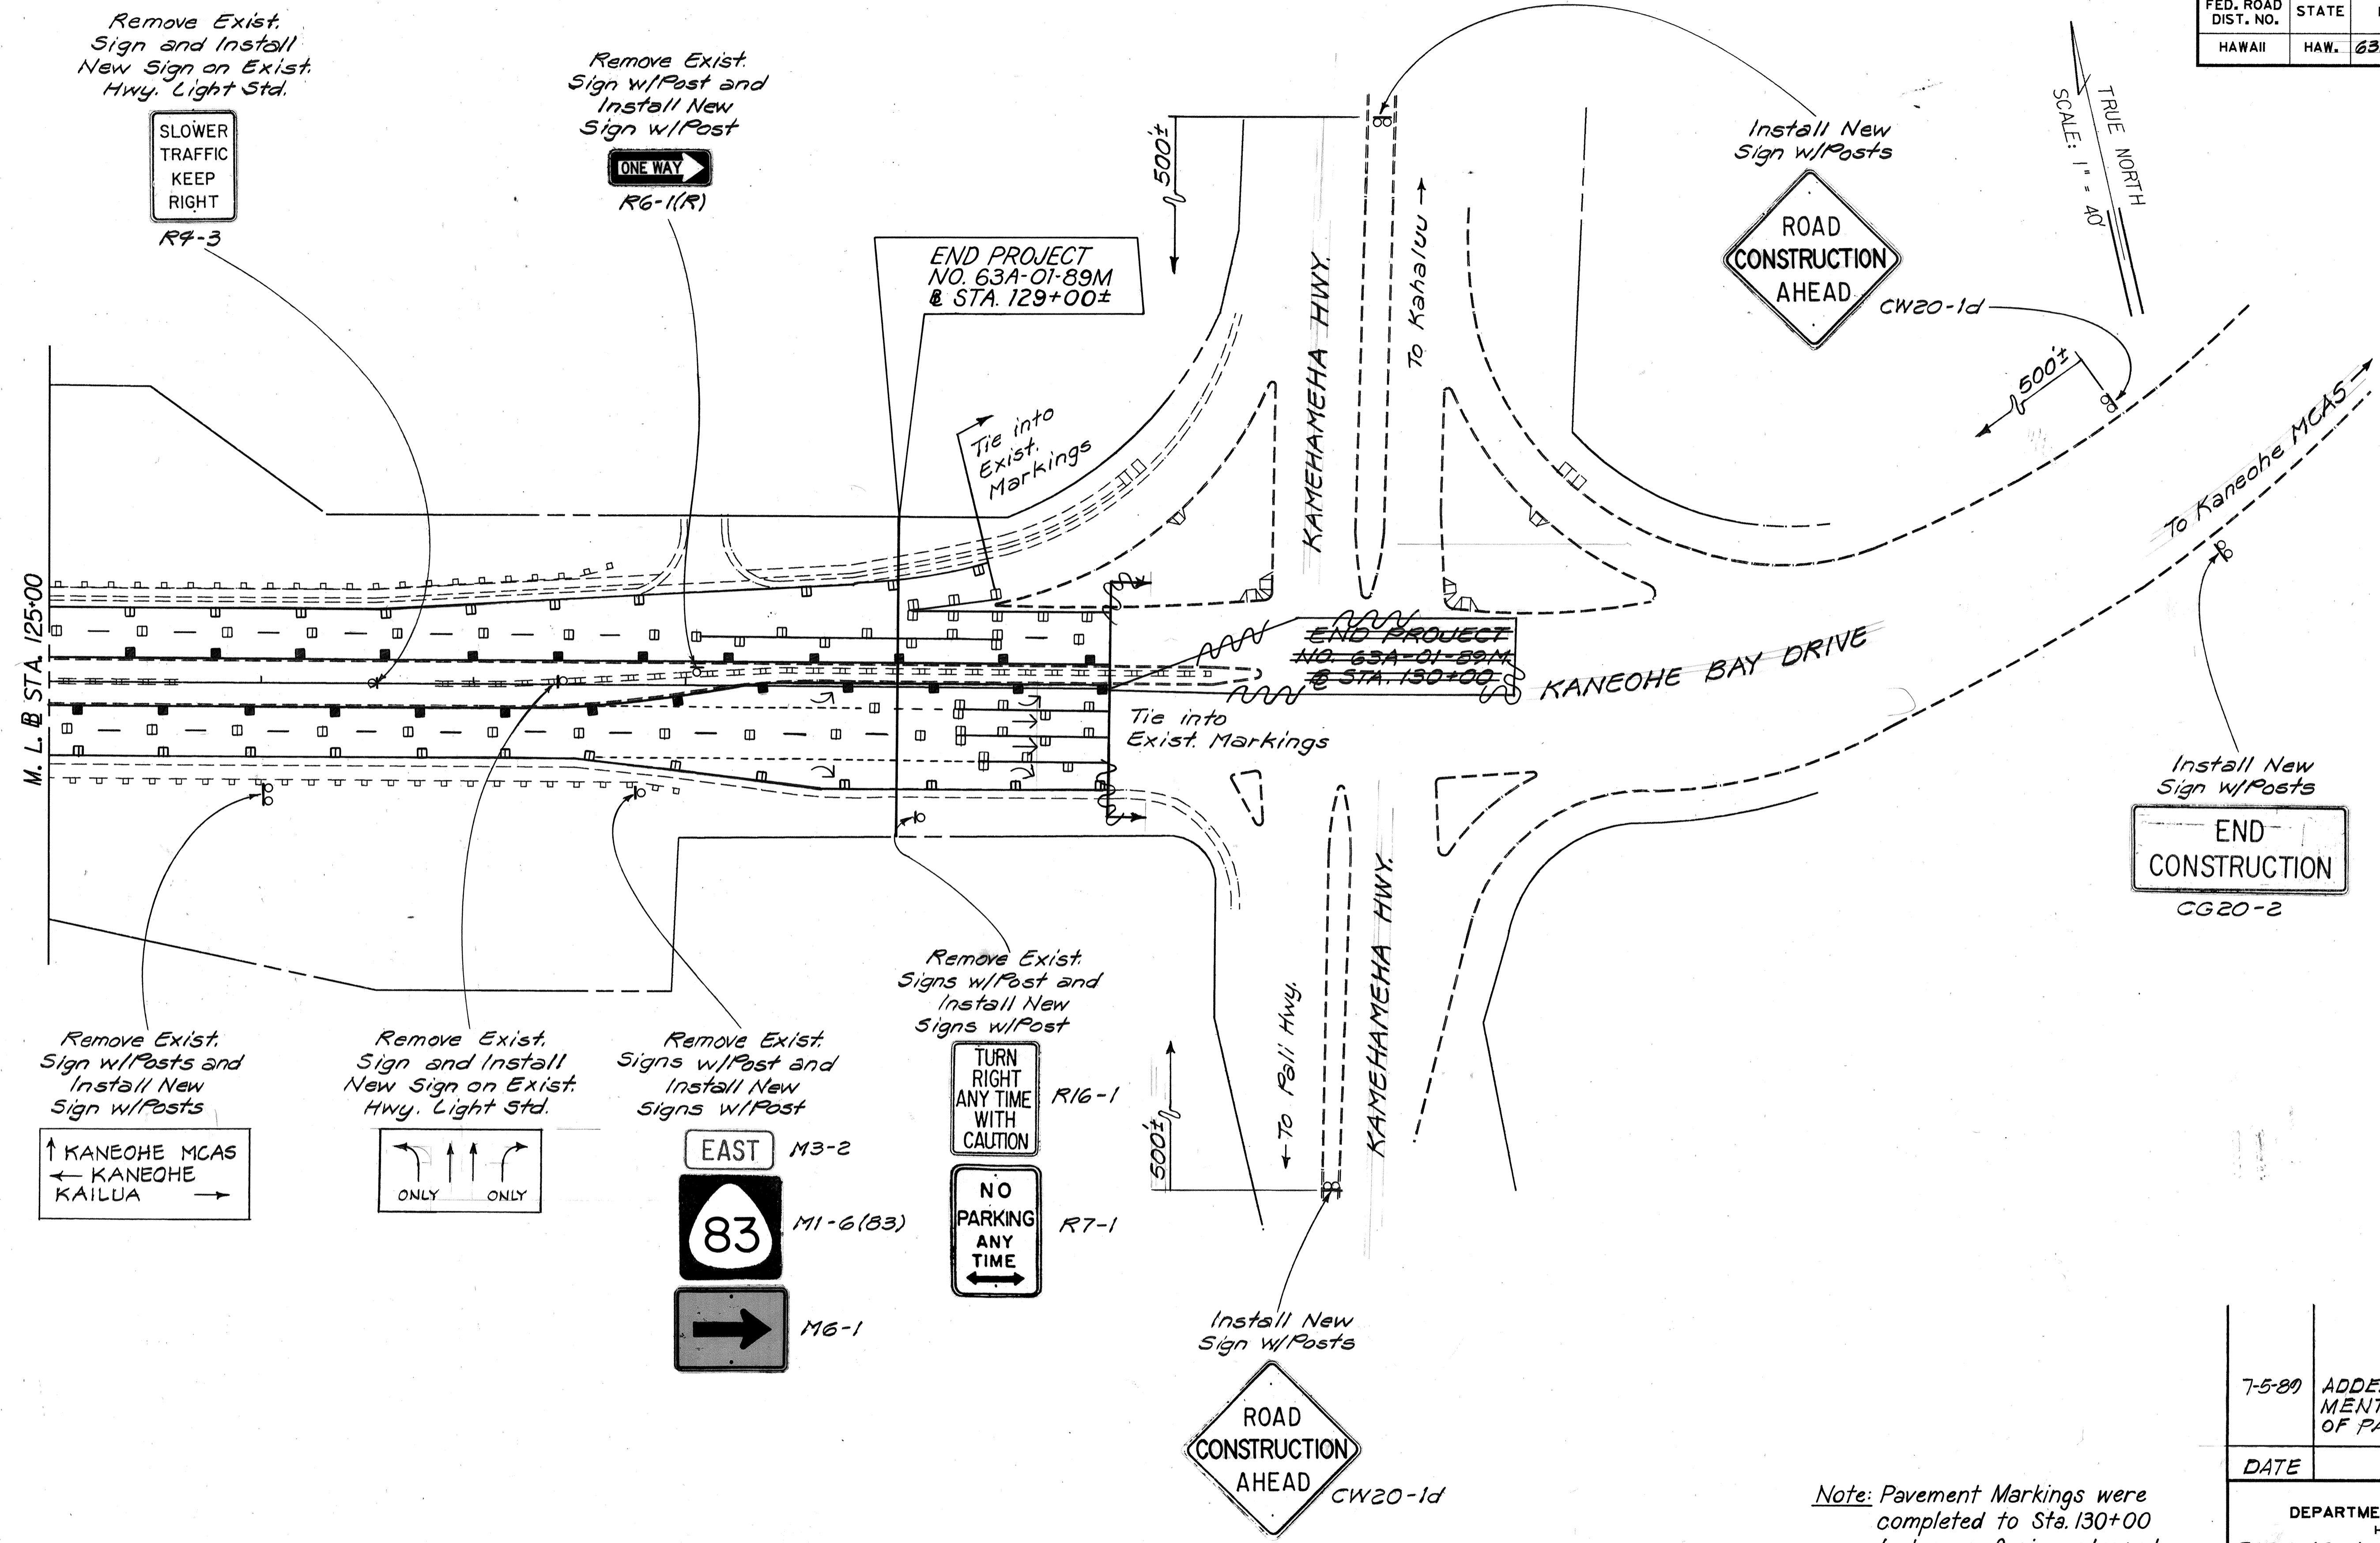 Remove Exist.
Sign and Install
New Sign on Exist.
Hwy. Light Std.
SLOWER
TRAFFIC
KEEP
RIGHT
R4-3
Remove Exist.
Sign w/Post and
Install New
Sign w/Post
ONE WAY
R6-1(R)
END PROJECT
NO. 63A-01-89M
STA. 129+00±
500'±
KAMEHAMEHA HWY.
To Kahaluu →
Install New
Sign w/Posts
ROAD
CONSTRUCTION
AHEAD
CW20-1d
TRUE NORTH
SCALE: 1" = 40'
FED. ROAD
DIST. NO.
STATE
HAWAII
HAW.
500'±
To Kaneohe MCAS →
Tie into
Exist.
Markings
M. L. B STA. 125+00
END PROJECT
NO. 63A-01-89M
STA. 130+00
KANEOHE BAY DRIVE
Tie into
Exist. Markings
Install New
Sign w/Posts
END
CONSTRUCTION
CG20-2
Remove Exist.
Sign w/Posts and
Install New
Sign w/Posts
↑ KANEOHE MCAS
← KANEOHE
KAILUA →
Remove Exist.
Sign and Install
New Sign on Exist.
Hwy. Light Std.
ONLY ONLY
Remove Exist.
Signs w/Post and
Install New
Signs w/Post
EAST
M3-2
83
M1-6(83)
M6-1
Remove Exist.
Signs w/Post and
Install New
Signs w/Post
TURN
RIGHT
ANY TIME
WITH
CAUTION
R16-1
NO
PARKING
ANY
TIME
R7-1
500'±
← To Pali Hwy.
KAMEHAMEHA HWY.
Install New
Sign w/Posts
ROAD
CONSTRUCTION
AHEAD
CW20-1d
Note: Pavement Markings were
completed to Sta. 130+00
7-5-89
OF
DATE